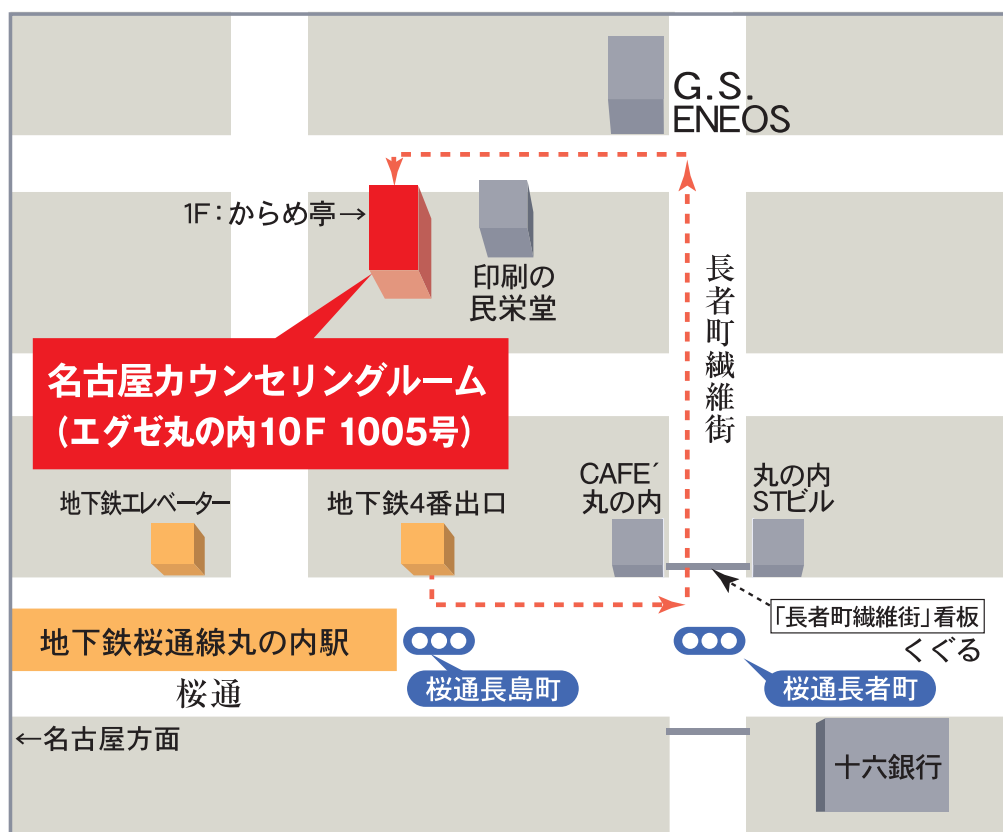 G.S.
ENEOS
1F：からめ亭→
印刷の
民栄堂
長者町繊維街
名古屋カウンセリングルーム
(エグゼ丸の内10F 1005号)
地下鉄エレベーター
地下鉄4番出口
CAFE´
丸の内
丸の内
STビル
「長者町繊維街」看板
くぐる
地下鉄桜通線丸の内駅
桜通
桜通長島町
桜通長者町
←名古屋方面
十六銀行